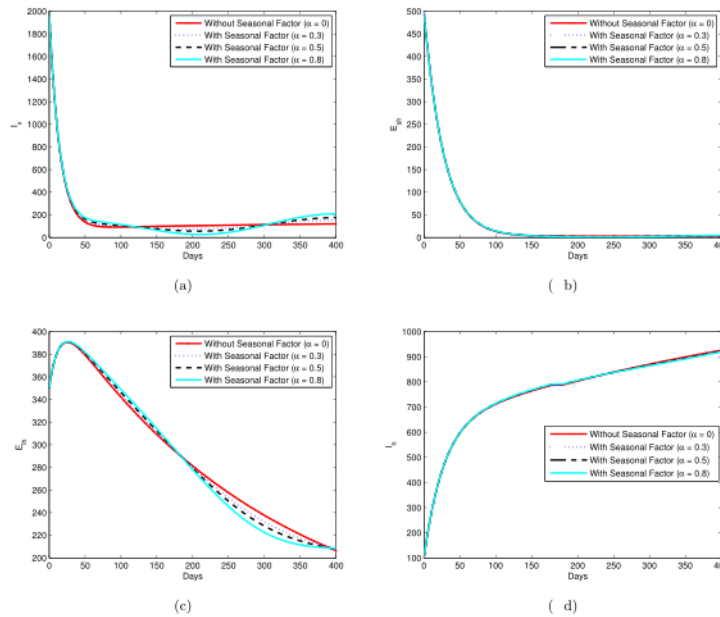 2000
1800
1600
1400
1200
1000
800
600
400
200
0
I_v
0 50 100 150 200 250 300 350 400
Days
Without Seasonal Factor (α = 0)
With Seasonal Factor (α = 0.3)
With Seasonal Factor (α = 0.5)
With Seasonal Factor (α = 0.8)
(a)
500
450
400
350
300
250
200
150
100
50
0
E_sh
0 50 100 150 200 250 300 350 400
Days
Without Seasonal Factor (α = 0)
With Seasonal Factor (α = 0.3)
With Seasonal Factor (α = 0.5)
With Seasonal Factor (α = 0.8)
( b)
400
380
360
340
320
300
280
260
240
220
200
0 50 100 150 200 250 300 350 400
Days
Without Seasonal Factor (α = 0)
With Seasonal Factor (α = 0.3)
With Seasonal Factor (α = 0.5)
With Seasonal Factor (α = 0.8)
(c)
1000
900
800
700
600
500
400
300
200
100
I_h
0 50 100 150 200 250 300 350 400
Days
Without Seasonal Factor (α = 0)
With Seasonal Factor (α = 0.3)
With Seasonal Factor (α = 0.5)
With Seasonal Factor (α = 0.8)
( d)